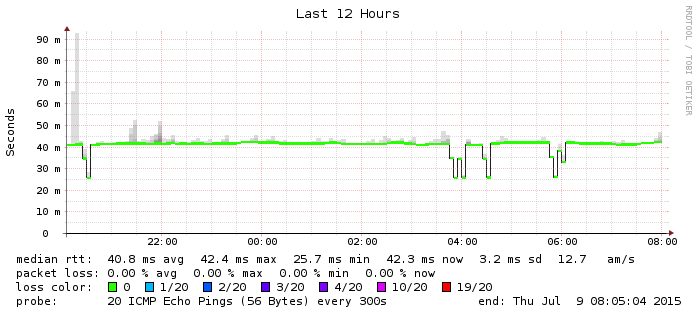 Last 12 Hours
RRDTOOL / TOBI OETIKER
Seconds
90 m
80 m
70 m
60 m
50 m
40 m
30 m
20 m
10 m
0
22:00 00:00 02:00 04:00 06:00 08:00
median rtt: 40.8 ms avg 42.4 ms max 25.7 ms min 42.3 ms now 3.2 ms sd 12.7 am/s
packet loss: 0.00 % avg 0.00 % max 0.00 % min 0.00 % now
loss color: 0 1/20 2/20 3/20 4/20 10/20 19/20
probe: 20 ICMP Echo Pings (56 Bytes) every 300s end: Thu Jul 9 08:05:04 2015